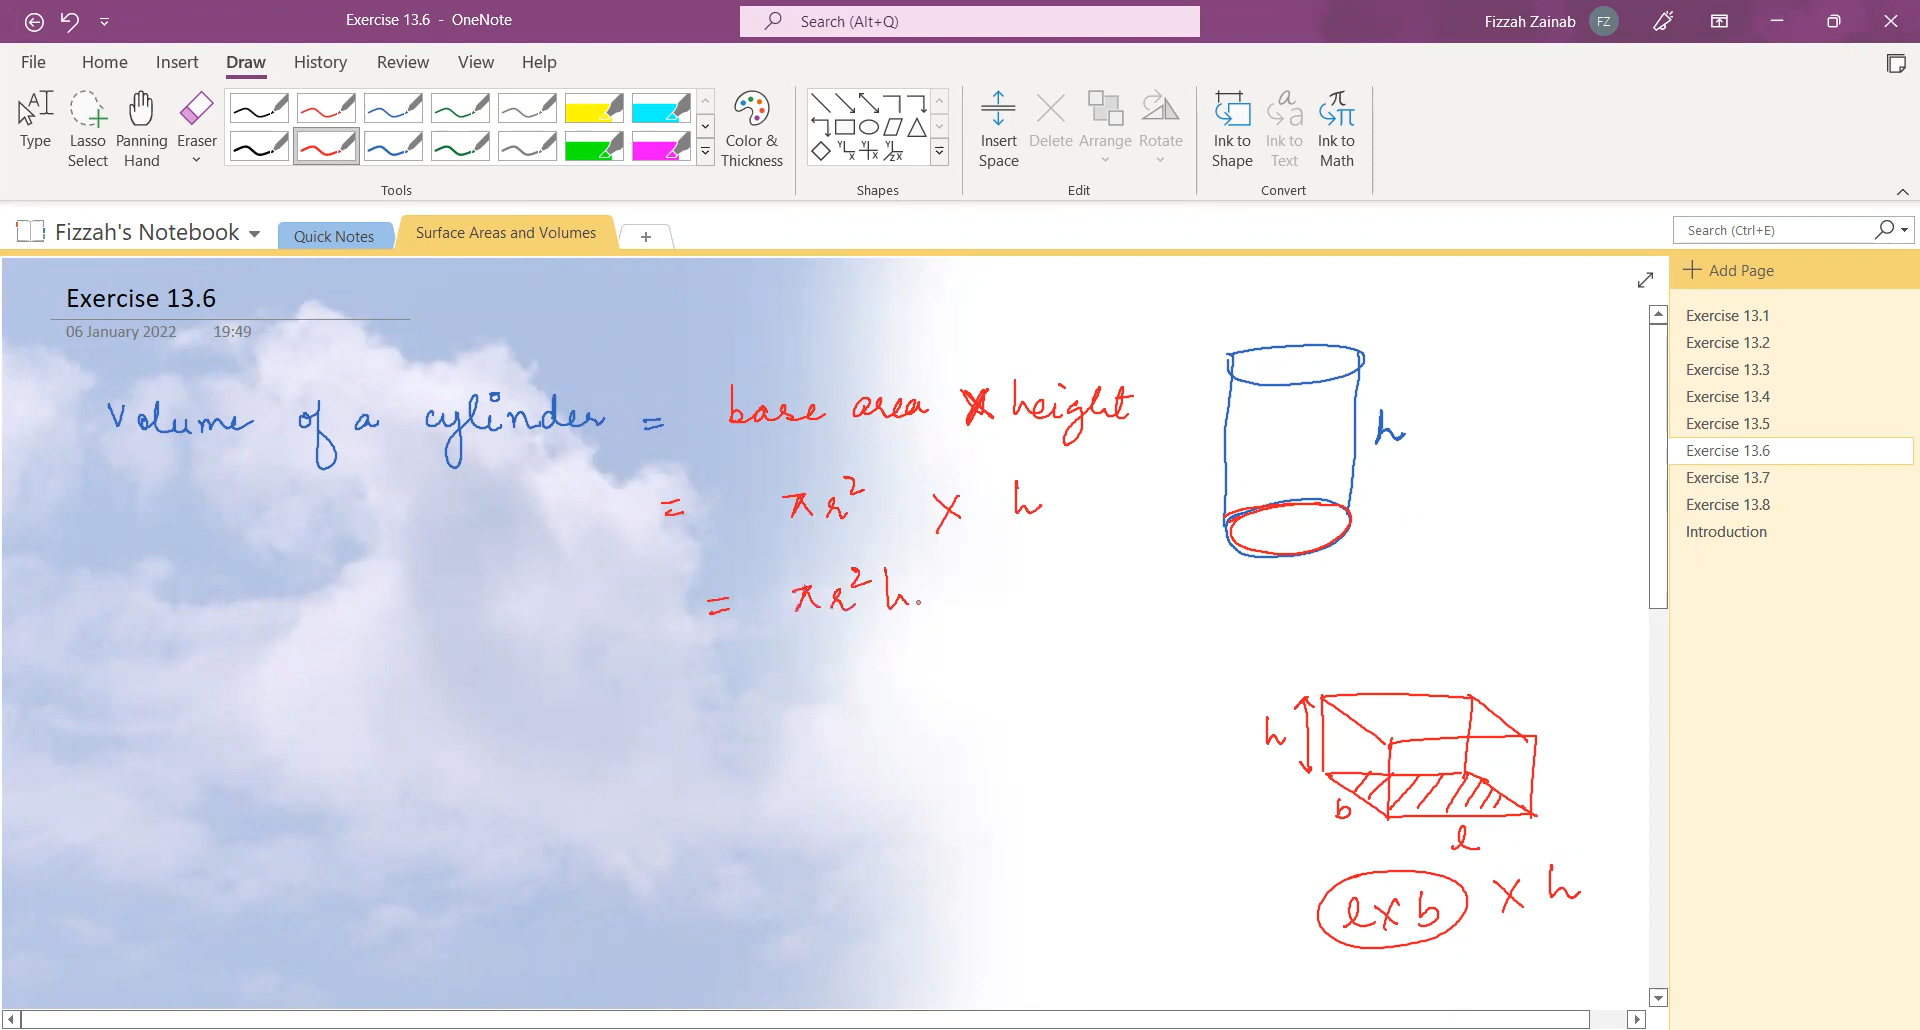 Exercise 13.6 - OneNote
Search (Alt+Q)
Fizzah Zainab FZ
File Home Insert Draw History Review View Help
Type
Lasso Select
Panning Hand
Eraser
Color & Thickness
Insert Space
Delete
Arrange
Rotate
Ink to Shape
Ink to Text
Ink to Math
Tools
Shapes
Edit
Convert
Fizzah's Notebook
Quick Notes
Surface Areas and Volumes
Search (Ctrl+E)
Add Page
Exercise 13.1
Exercise 13.2
Exercise 13.3
Exercise 13.4
Exercise 13.5
Exercise 13.6
Exercise 13.7
Exercise 13.8
Introduction
Exercise 13.6
06 January 2022 19:49
Volume of a cylinder = base area × height
= πr² × h
= πr²h
h
h
b
l
l×b × h